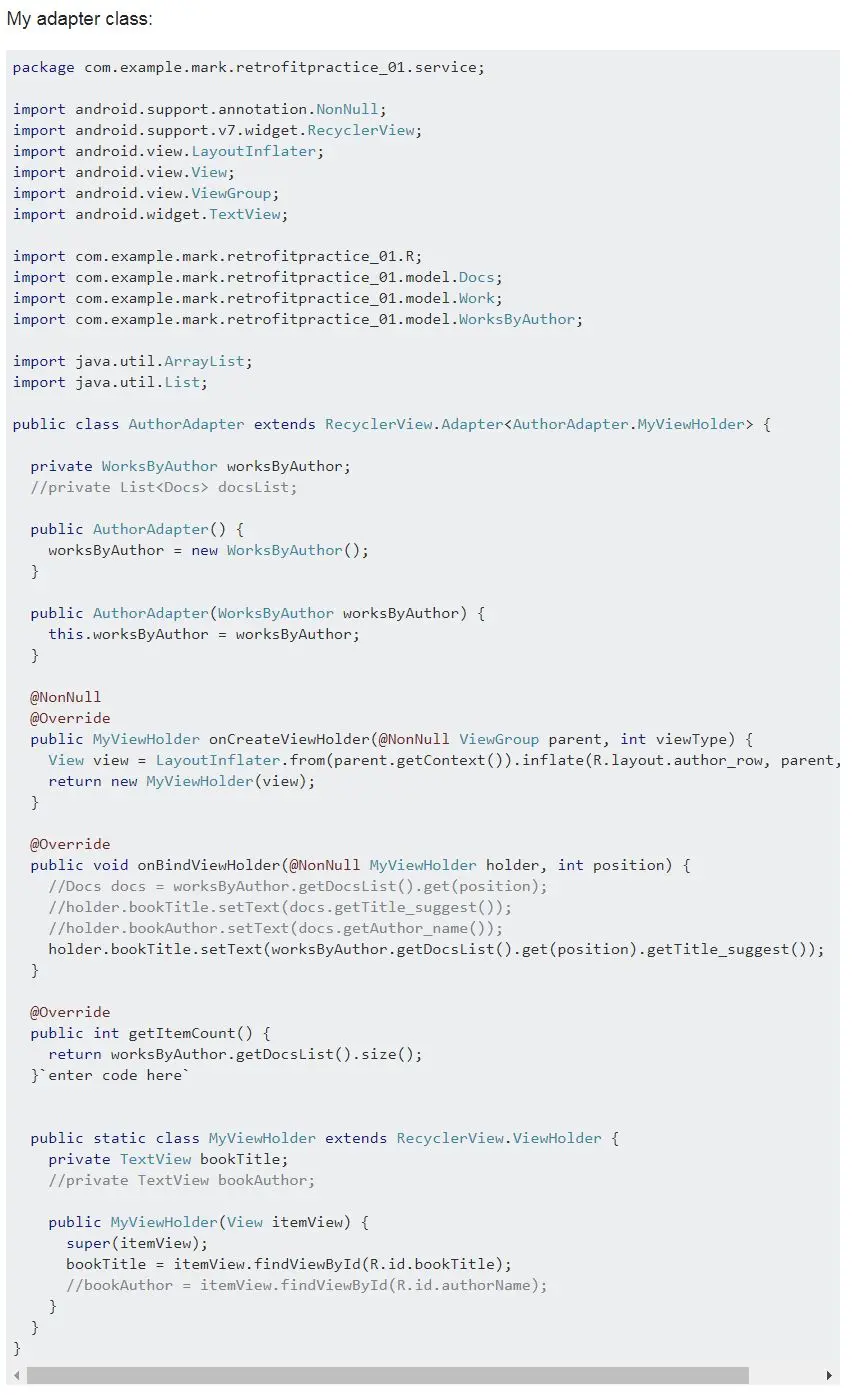 My adapter class:
package com.example.mark.retrofitpractice_01.service;
import android.support.annotation.NonNull;
import android.support.v7.widget.RecyclerView;
import android.view.LayoutInflater;
import android.view.View;
import android.view.ViewGroup;
import android.widget.TextView;
import com.example.mark.retrofitpractice_01.R;
import com.example.mark.retrofitpractice_01.model.Docs;
import com.example.mark.retrofitpractice_01.model.Work;
import com.example.mark.retrofitpractice_01.model.WorksByAuthor;
import java.util.ArrayList;
import java.util.List;
public class AuthorAdapter extends RecyclerView.Adapter<AuthorAdapter.MyViewHolder> {
private WorksByAuthor worksByAuthor;
//private List<Docs> docsList;
public AuthorAdapter() {
worksByAuthor = new WorksByAuthor();
}
public AuthorAdapter(WorksByAuthor worksByAuthor) {
this.worksByAuthor = worksByAuthor;
}
@NonNull
@Override
public MyViewHolder onCreateViewHolder(@NonNull ViewGroup parent, int viewType) {
View view = LayoutInflater.from(parent.getContext()).inflate(R.layout.author_row, parent,
return new MyViewHolder(view);
}
@Override
public void onBindViewHolder(@NonNull MyViewHolder holder, int position) {
//Docs docs = worksByAuthor.getDocsList().get(position);
//holder.bookTitle.setText(docs.getTitle_suggest());
//holder.bookAuthor.setText(docs.getAuthor_name());
holder.bookTitle.setText(worksByAuthor.getDocsList().get(position).getTitle_suggest());
}
@Override
public int getItemCount() {
return worksByAuthor.getDocsList().size();
}`enter code here`
public static class MyViewHolder extends RecyclerView.ViewHolder {
private TextView bookTitle;
//private TextView bookAuthor;
public MyViewHolder(View itemView) {
super(itemView);
bookTitle = itemView.findViewById(R.id.bookTitle);
//bookAuthor = itemView.findViewById(R.id.authorName);
}
}
}